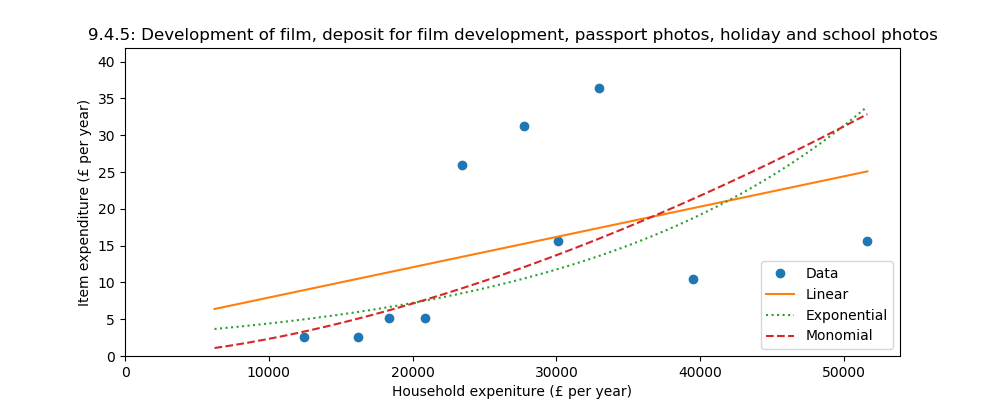 9.4.5: Development of film, deposit for film development, passport photos, holiday and school photos
Item expenditure (£ per year)
40
35
30
25
20
15
10
5
0
0 10000 20000 30000 40000 50000
Household expeniture (£ per year)
Data
Linear
Exponential
Monomial